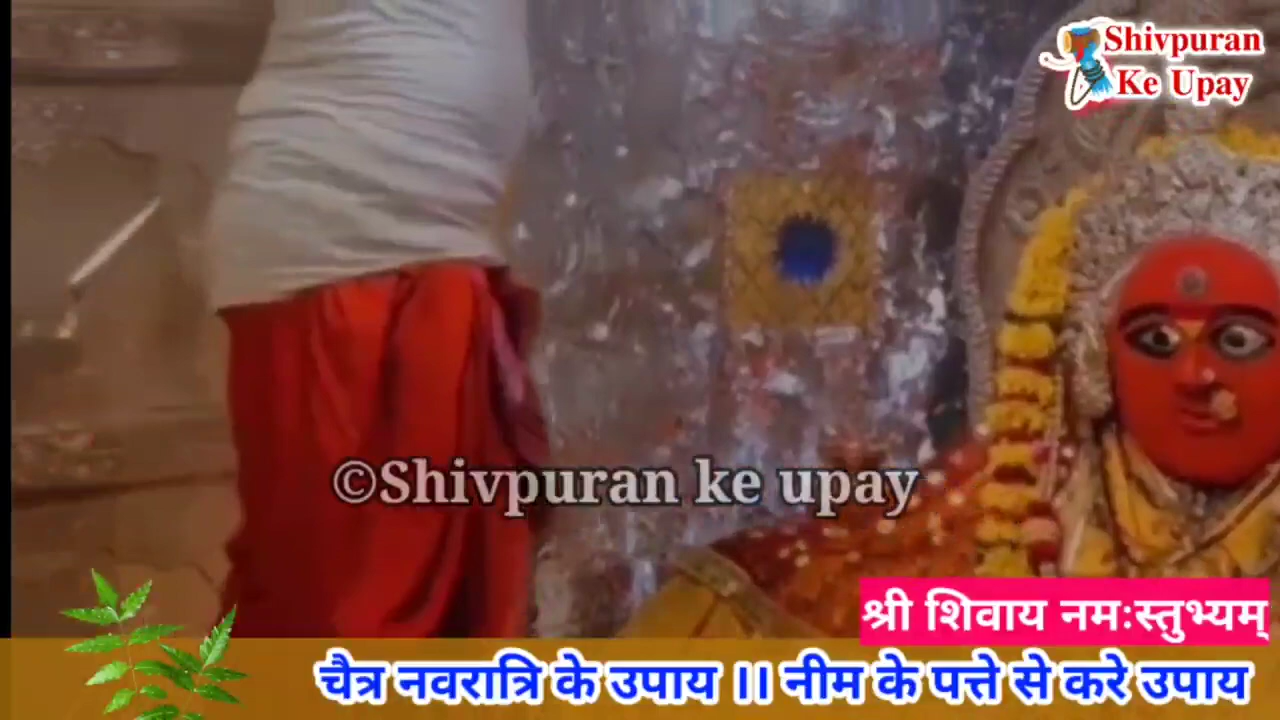 Shivpuran
Ke Upay
©Shivpuran ke upay
श्री शिवाय नमःस्तुभ्यम्
चैत्र नवरात्रि के उपाय ।। नीम के पत्ते से करे उपाय